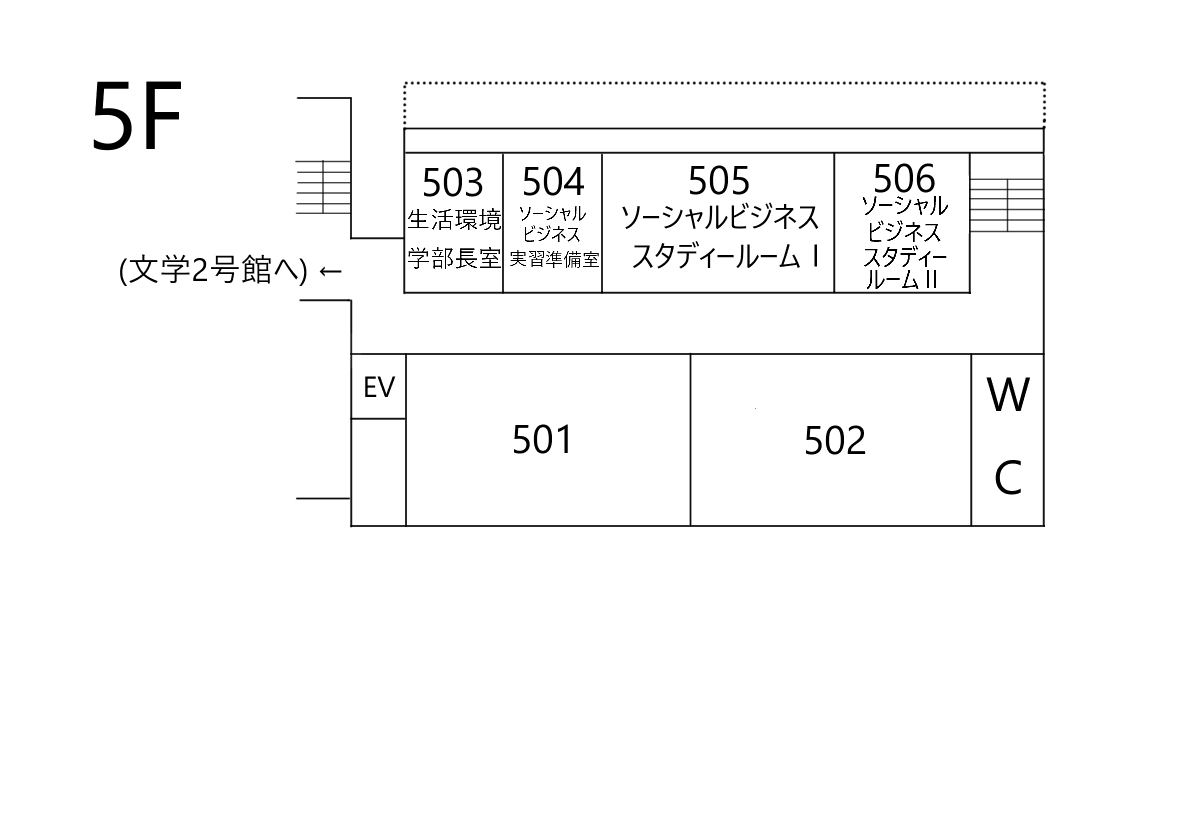 5F
503
生活環境
学部長室
504
ソーシャル
ビジネス
実習準備室
505
ソーシャルビジネス
スタディールームⅠ
506
ソーシャル
ビジネス
スタディー
ルームⅡ
(文学2号館へ) ←
EV
501
502
W
C